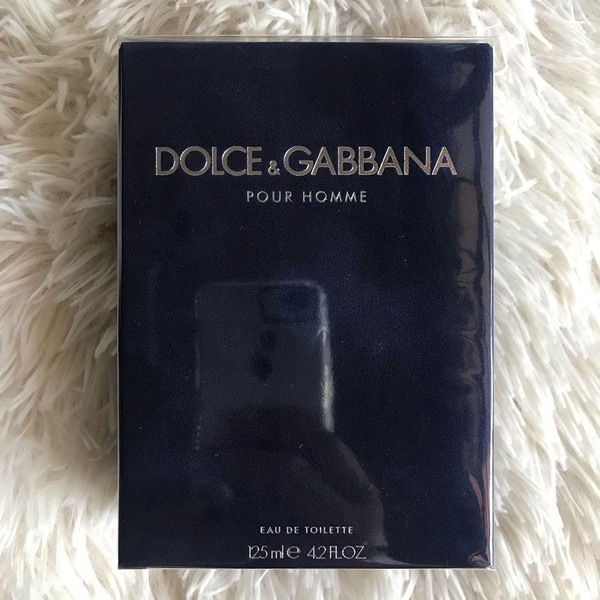 DOLCE & GABBANA
POUR HOMME
EAU DE TOILETTE
125 ml ℮ 4.2 FL.OZ.